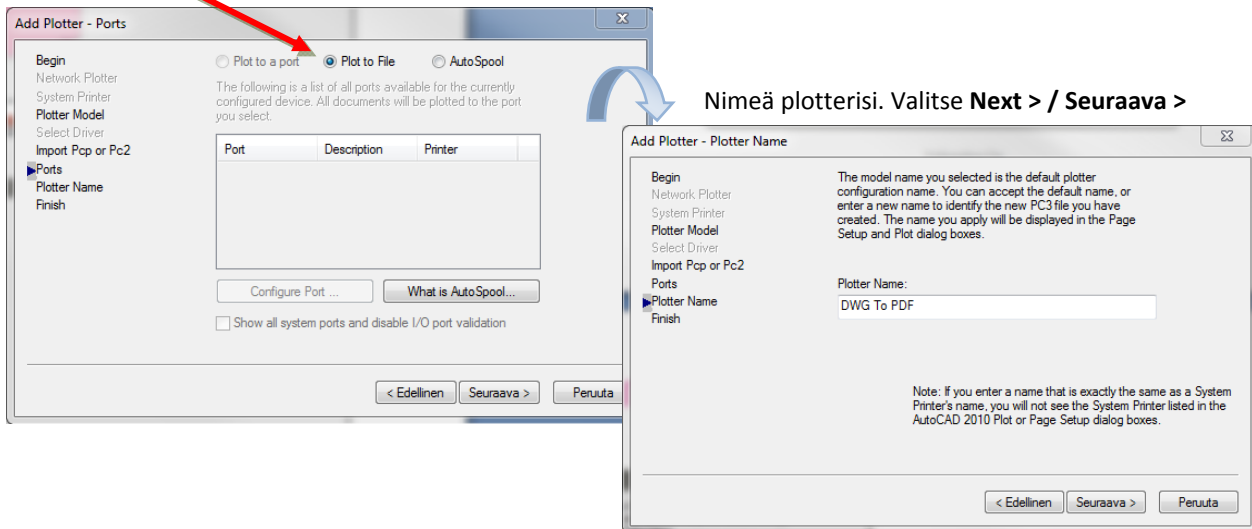 Add Plotter - Ports
Begin
Network Plotter
System Printer
Plotter Model
Select Driver
Import Pcp or Pc2
Ports
Plotter Name
Finish
Plot to a port
Plot to File
AutoSpool
The following is a list of all ports available for the currently
configured device. All documents will be plotted to the port
you select.
Port Description Printer
Configure Port ...
What is AutoSpool...
Show all system ports and disable I/O port validation
< Edellinen
Seuraava >
Peruuta
Nimeä plotterisi. Valitse Next > / Seuraava >
Add Plotter - Plotter Name
Begin
Network Plotter
System Printer
Plotter Model
Select Driver
Import Pcp or Pc2
Ports
Plotter Name
Finish
The model name you selected is the default plotter
configuration name. You can accept the default name, or
enter a new name to identify the new PC3 file you have
created. The name you apply will be displayed in the Page
Setup and Plot dialog boxes.
Plotter Name:
DWG To PDF
Note: If you enter a name that is exactly the same as a System
Printer's name, you will not see the System Printer listed in the
AutoCAD 2010 Plot or Page Setup dialog boxes.
< Edellinen
Seuraava >
Peruuta